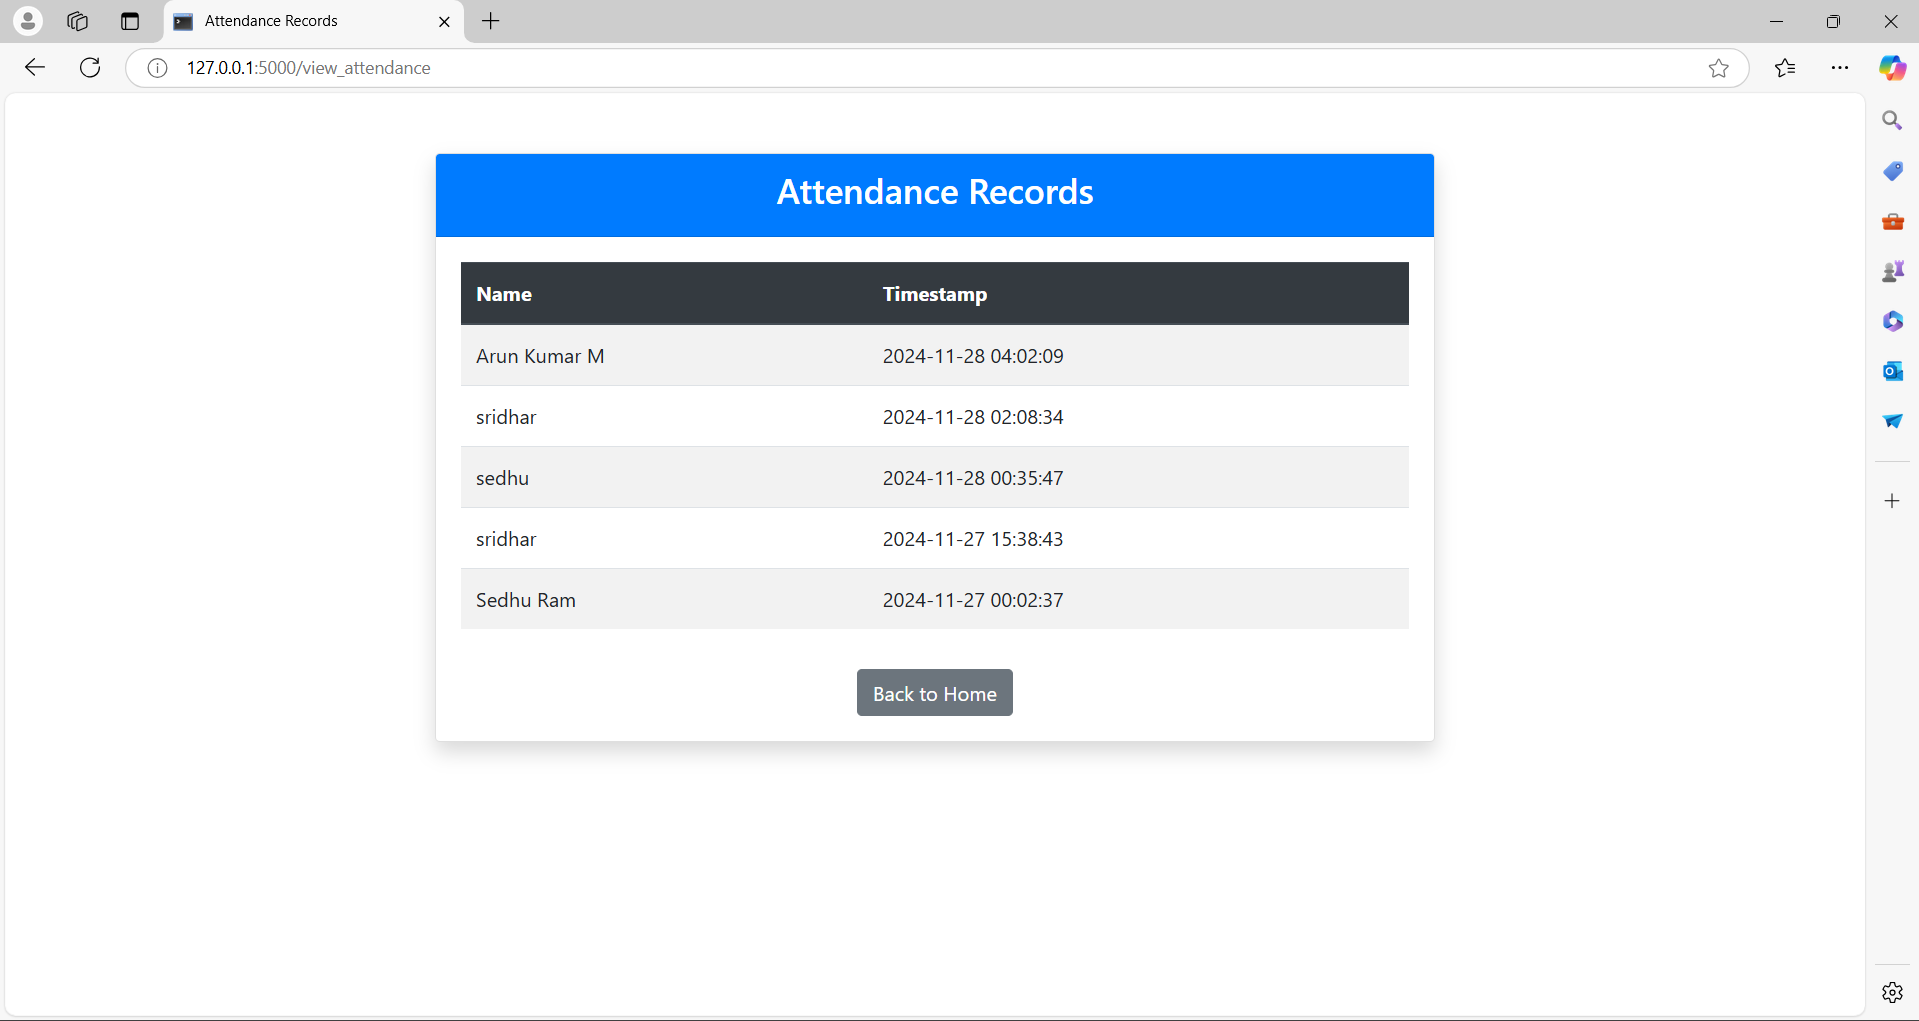 Attendance Records
127.0.0.1:5000/view_attendance
Attendance Records
Name Timestamp
Arun Kumar M 2024-11-28 04:02:09
sridhar 2024-11-28 02:08:34
sedhu 2024-11-28 00:35:47
sridhar 2024-11-27 15:38:43
Sedhu Ram 2024-11-27 00:02:37
Back to Home